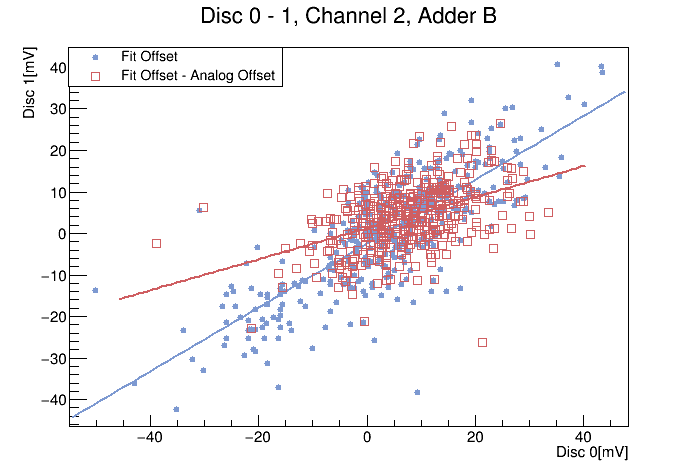 Disc 0 - 1, Channel 2, Adder B
Disc 1[mV]
Fit Offset
Fit Offset - Analog Offset
40
30
20
10
0
−10
−20
−30
−40
−40
−20
0
20
40
Disc 0[mV]